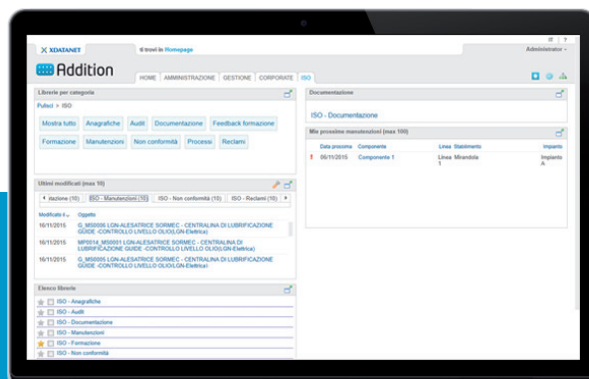 it ?
XDATANET
ti trovi in Homepage
Administrator
Addition
HOME AMMINISTRAZIONE GESTIONE CORPORATE ISO
Librerie per categoria
Pulisci > ISO
Mostra tutto Anagrafiche Audit Documentazione Feedback formazione
Formazione Manutenzioni Non conformità Processi Reclami
Ultimi modificati (max 10)
tazione (10) ISO - Manutenzioni (10) ISO - Non conformità (10) ISO - Reclami (10)
Modificato il Oggetto
16/11/2015 G_MS0006 LGN-ALESATRICE SORMEC - CENTRALINA DI LUBRIFICAZIONE
GUIDE -CONTROLLO LIVELLO OLIO(LGN-Elettrica)
16/11/2015 MP0014_MS0001 LGN-ALESATRICE SORMEC - CENTRALINA DI
LUBRIFICAZIONE GUIDE -CONTROLLO LIVELLO OLIO(LGN-Elettrica)
16/11/2015 G_MS0005 LGN-ALESATRICE SORMEC - CENTRALINA DI LUBRIFICAZIONE
GUIDE -CONTROLLO LIVELLO OLIO(LGN-Elettrica)
Elenco librerie
ISO - Anagrafiche
ISO - Audit
ISO - Documentazione
ISO - Manutenzioni
ISO - Formazione
ISO - Non conformità
Documentazione
ISO - Documentazione
Mie prossime manutenzioni (max 100)
Data prossima Componente Linea Stabilimento Impianto
! 06/11/2015 Componente 1 Linea Mirandola Impianto
1 A